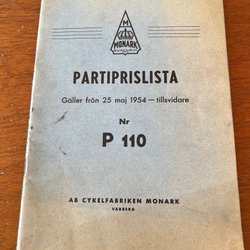 M
MONARK
PARTIPRISLISTA
Gäller från 25 maj 1954 — tillsvidare
Nr
P 110
AB CYKELFABRIKEN MONARK
VARBERG